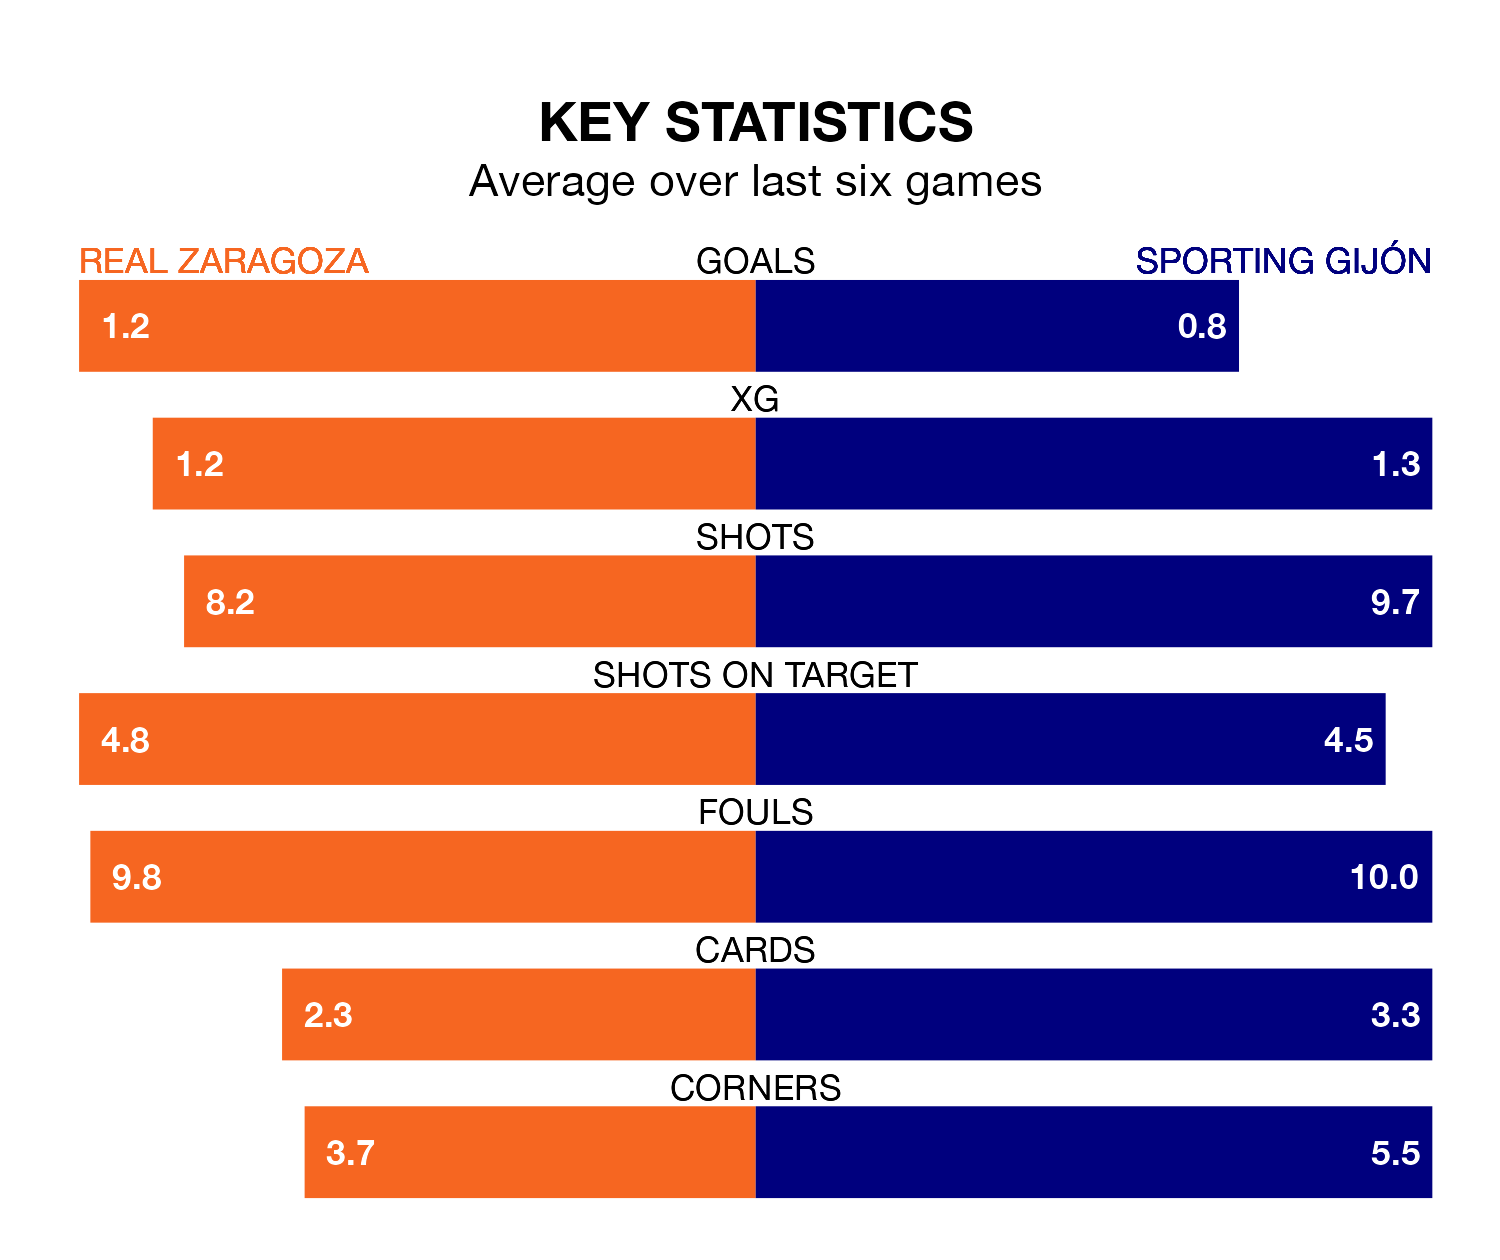 KEY STATISTICS
Average over last six games
REAL ZARAGOZA GOALS SPORTING GIJÓN
1.2 0.8
XG
1.2 1.3
SHOTS
8.2 9.7
SHOTS ON TARGET
4.8 4.5
FOULS
9.8 10.0
CARDS
2.3 3.3
CORNERS
3.7 5.5